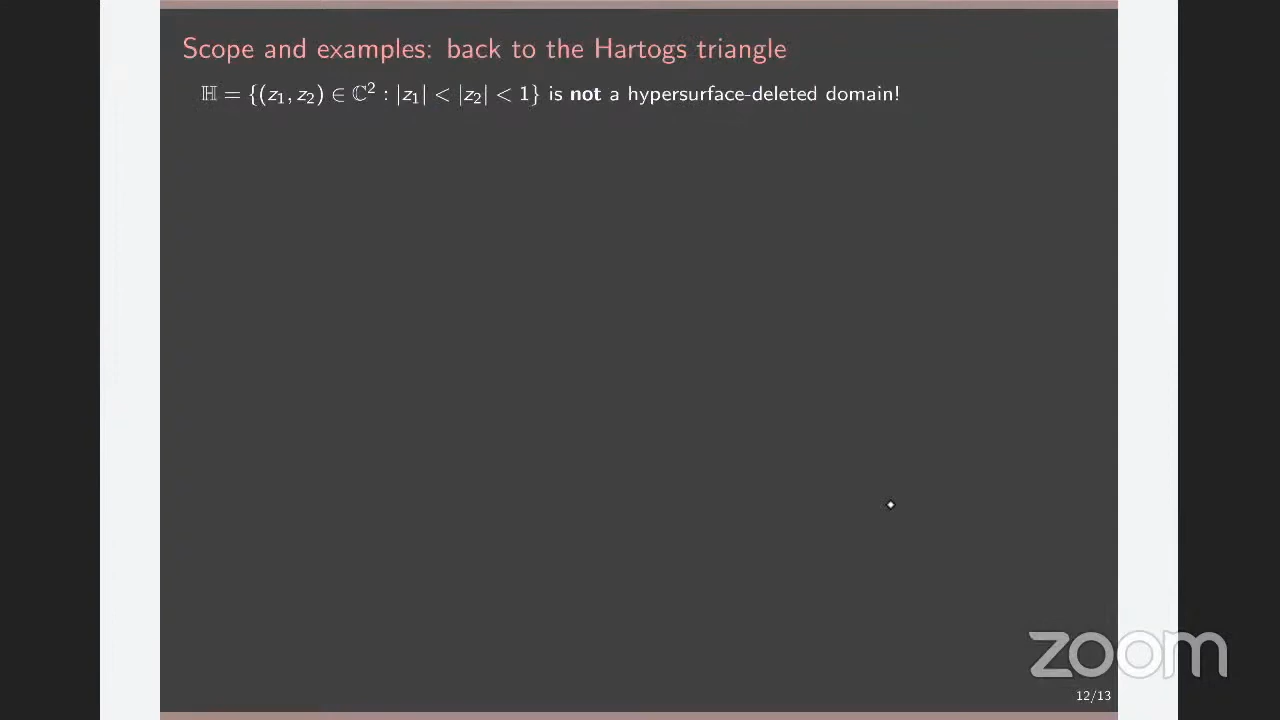 Scope and examples: back to the Hartogs triangle
ℍ = {(z₁, z₂) ∈ ℂ² : |z₁| < |z₂| < 1} is not a hypersurface-deleted domain!
zoom
12/13